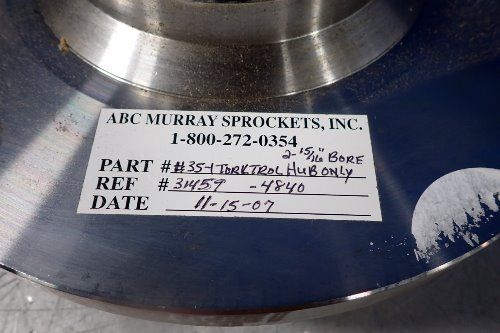 ABC MURRAY SPROCKETS, INC.
1-800-272-0354
2-15/16" BORE
PART # #35-1 TORKTROL HUB ONLY
REF # 31457 -4840
DATE 11-15-07